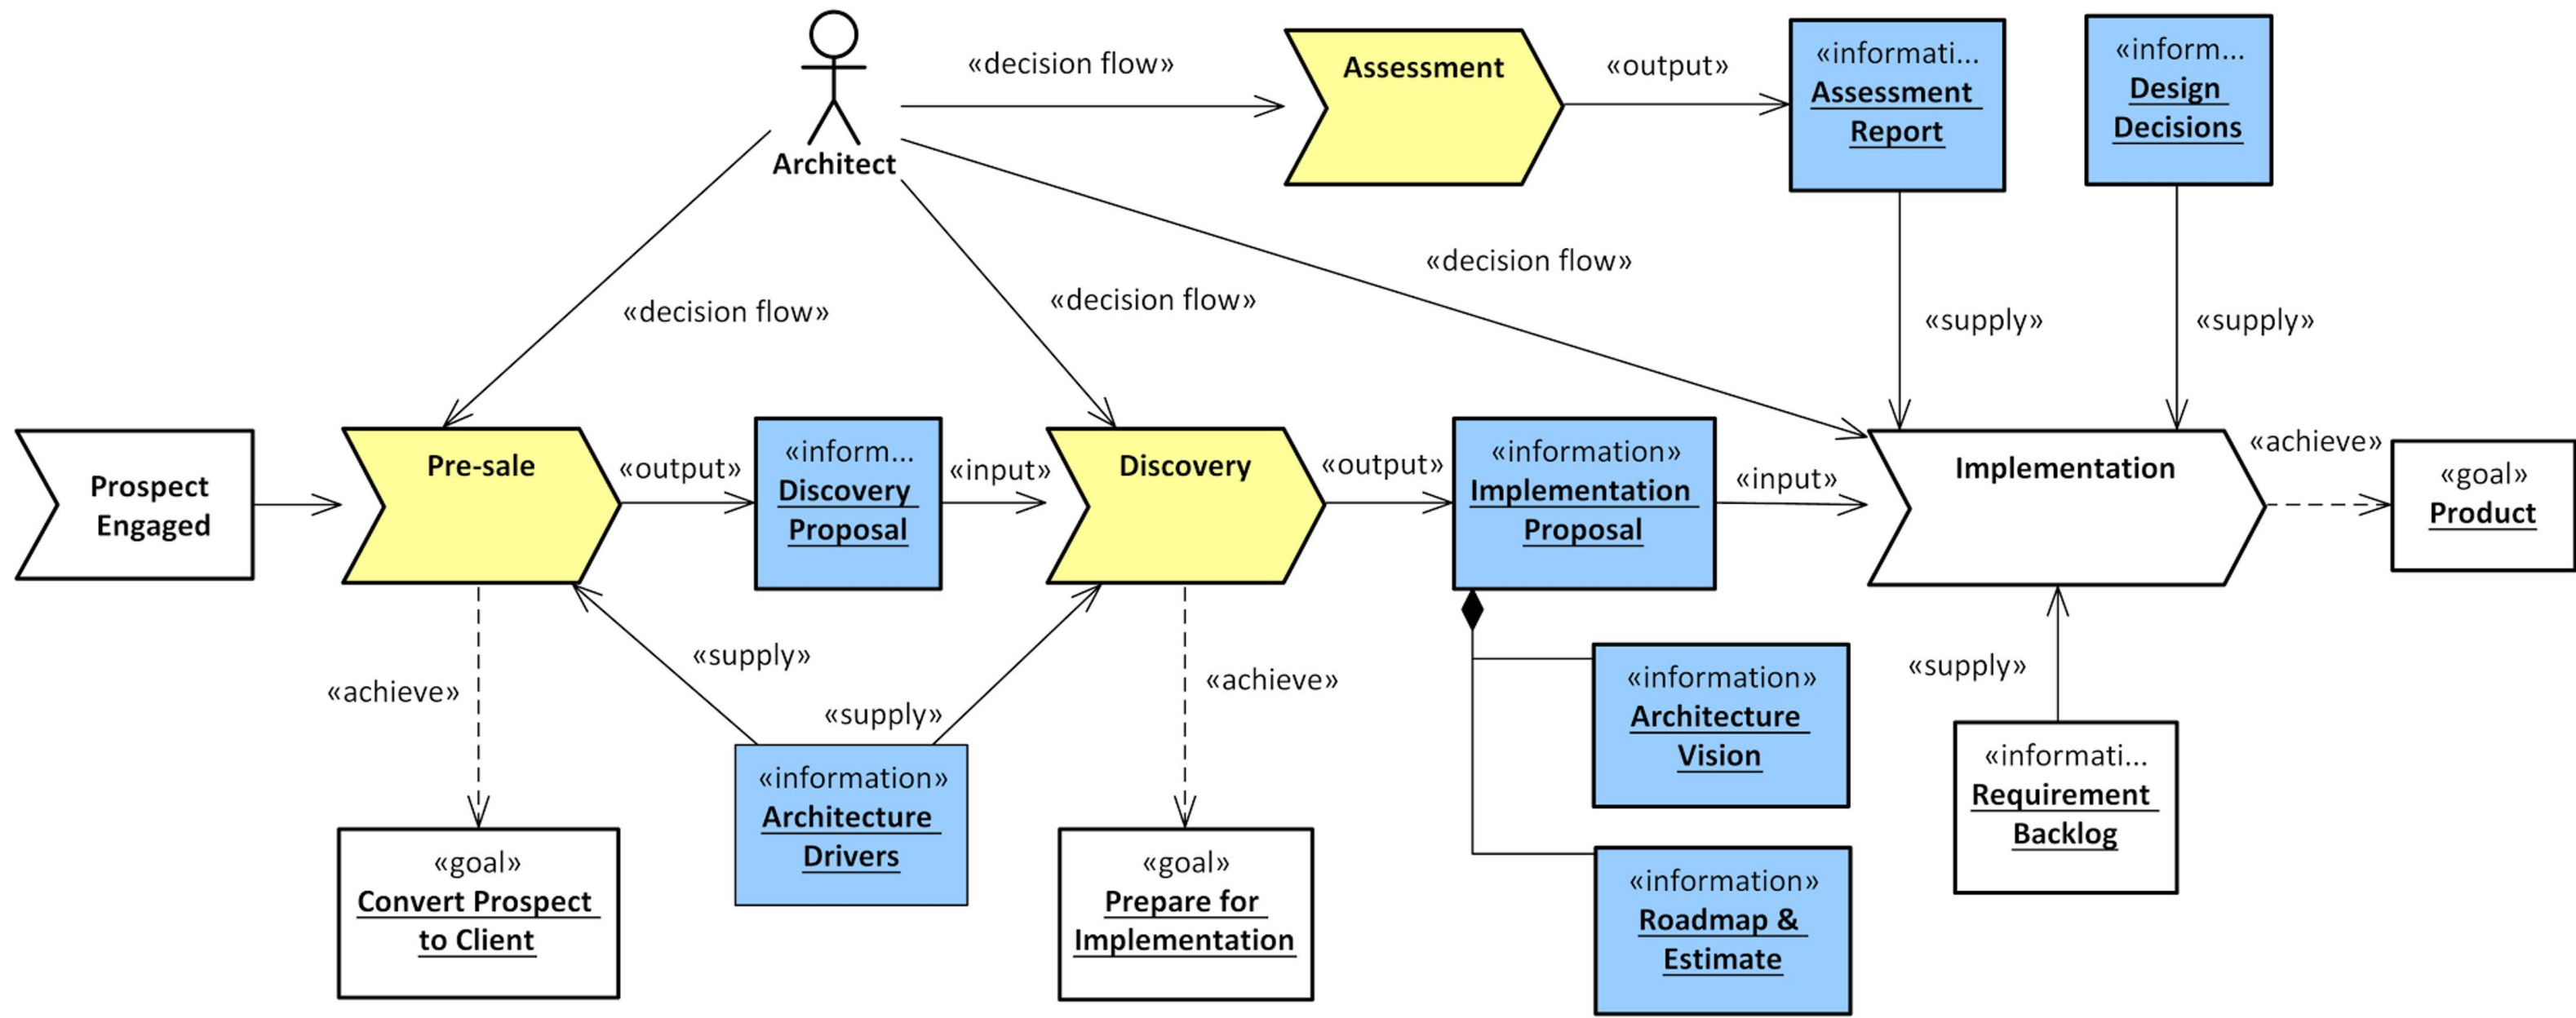 Architect
«decision flow»
Assessment
«output»
«informati...
Assessment
Report
«inform...
Design
Decisions
«decision flow»
«decision flow»
«decision flow»
«supply»
«supply»
Prospect
Engaged
Pre-sale
«output»
«inform...
Discovery
Proposal
«input»
Discovery
«output»
«information»
Implementation
Proposal
«input»
Implementation
«achieve»
«goal»
Product
«achieve»
«supply»
«supply»
«achieve»
«supply»
«information»
Architecture
Vision
«informati...
Requirement
Backlog
«information»
Architecture
Drivers
«goal»
Convert Prospect
to Client
«goal»
Prepare for
Implementation
«information»
Roadmap &
Estimate